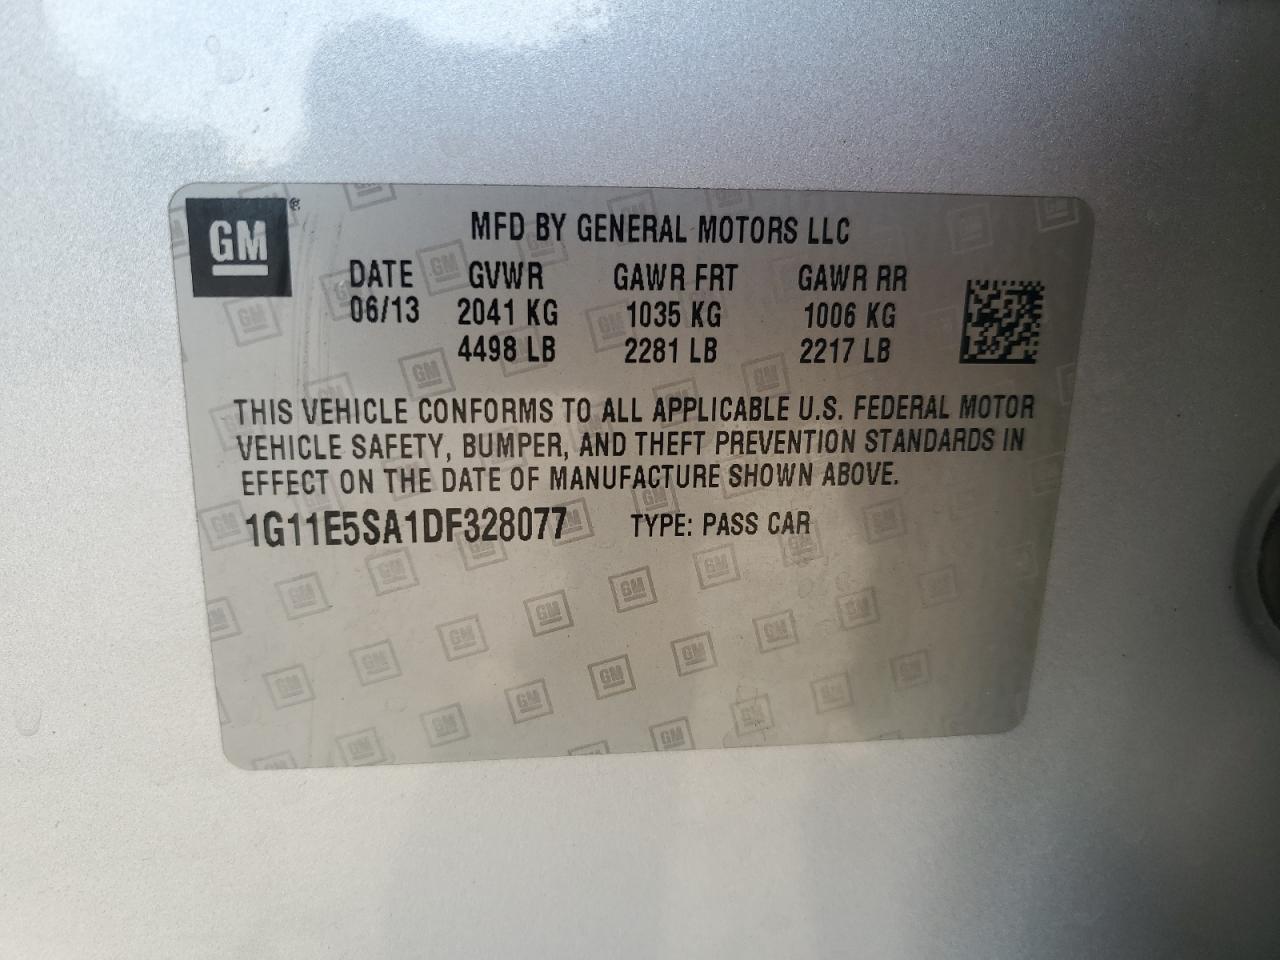 GM®
MFD BY GENERAL MOTORS LLC
DATE GVWR GAWR FRT GAWR RR
06/13 2041 KG 1035 KG 1006 KG
4498 LB 2281 LB 2217 LB
THIS VEHICLE CONFORMS TO ALL APPLICABLE U.S. FEDERAL MOTOR
VEHICLE SAFETY, BUMPER, AND THEFT PREVENTION STANDARDS IN
EFFECT ON THE DATE OF MANUFACTURE SHOWN ABOVE.
1G11E5SA1DF328077 TYPE: PASS CAR